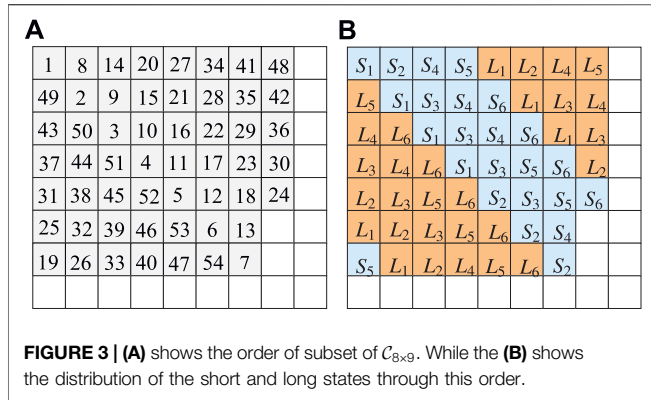 A
1 8 14 20 27 34 41 48
49 2 9 15 21 28 35 42
43 50 3 10 16 22 29 36
37 44 51 4 11 17 23 30
31 38 45 52 5 12 18 24
25 32 39 46 53 6 13
19 26 33 40 47 54 7
B
S₁ S₂ S₄ S₅ L₁ L₂ L₄ L₅
L₅ S₁ S₃ S₄ S₆ L₁ L₃ L₄
L₄ L₆ S₁ S₃ S₄ S₆ L₁ L₃
L₃ L₄ L₆ S₁ S₃ S₅ S₆ L₂
L₂ L₃ L₅ L₆ S₂ S₃ S₅ S₆
L₁ L₂ L₃ L₅ L₆ S₂ S₄
S₅ L₁ L₂ L₄ L₅ L₆ S₂
FIGURE 3 | (A) shows the order of subset of 𝒞₈ₓ₉. While the (B) shows
the distribution of the short and long states through this order.